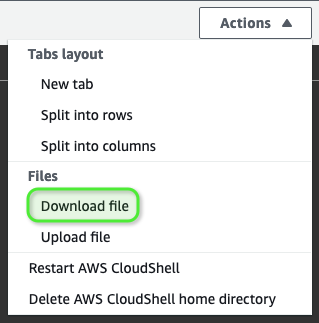 Actions
Tabs layout
New tab
Split into rows
Split into columns
Files
Download file
Upload file
Restart AWS CloudShell
Delete AWS CloudShell home directory